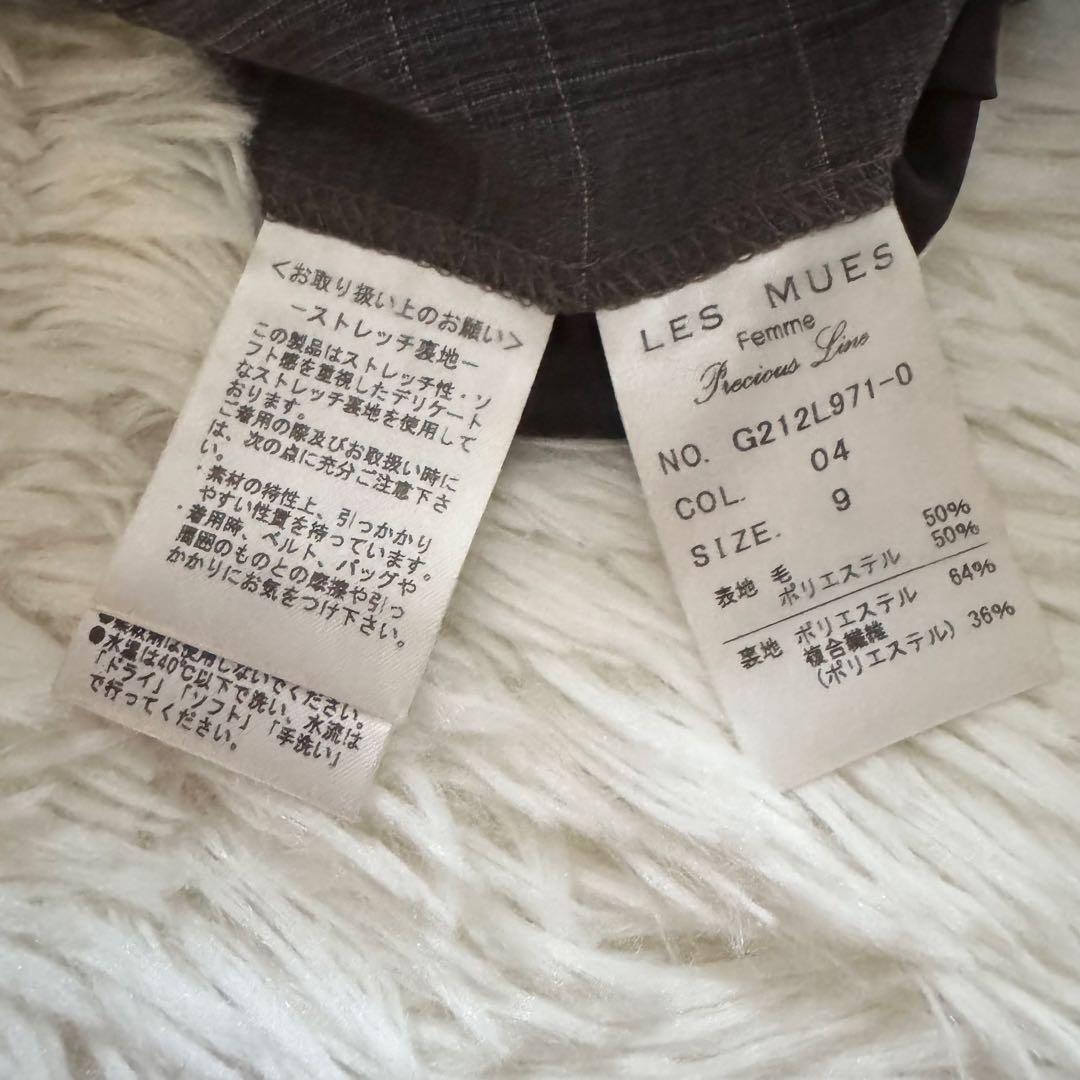 <お取り扱い上のお願い>
-ストレッチ裏地-
この製品はストレッチ性・ソ
フト感を重視したデリケート
なストレッチ裏地を使用して
おります。
ご着用の際及びお取扱い時に
は、次の点に充分ご注意下さ
い。
・素材の特性上、引っかかり
やすい性質を持っています。
・着用時、ベルト、バッグや
周囲のものとの摩擦や引っ
かかりにお気をつけ下さい。
は使用しないでください。
●水温は40℃以下で洗い、水流は
「ドライ」「ソフト」「手洗い」
で行ってください。
LES MUES
Femme
Precious Line
NO. G212L971-0
COL. 04
SIZE. 9
表地 毛 50%
ポリエステル 50%
裏地 ポリエステル 64%
複合繊維
(ポリエステル) 36%